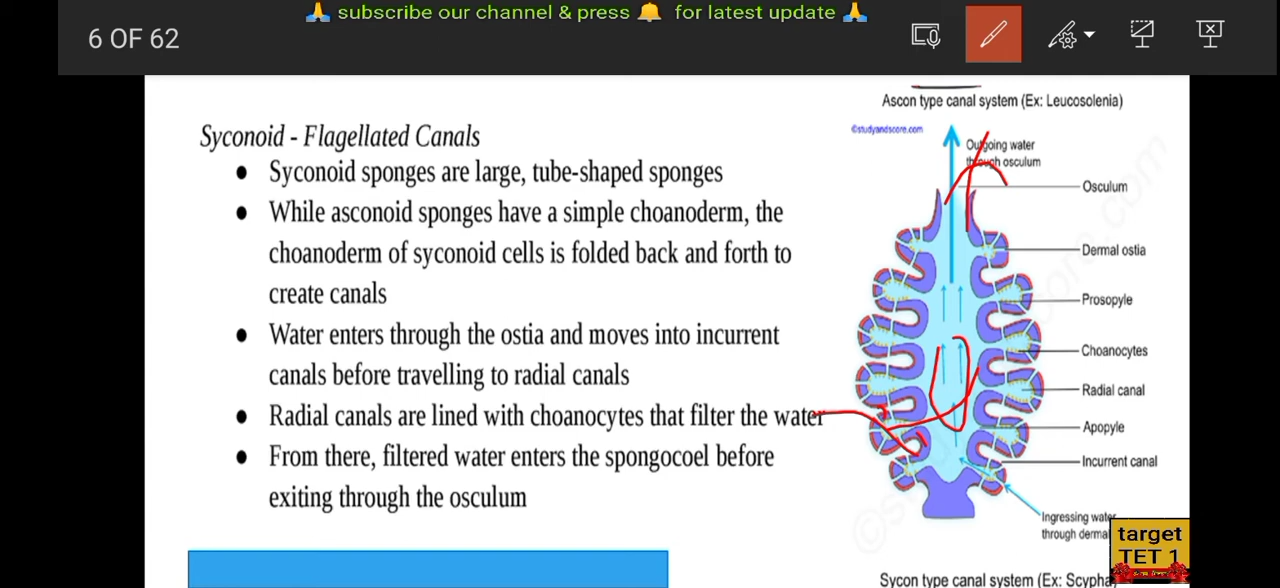 🙏 subscribe our channel & press 🔔 for latest update 🙏
6 OF 62
Ascon type canal system (Ex: Leucosolenia)
©studyandscore.com
Syconoid - Flagellated Canals
● Syconoid sponges are large, tube-shaped sponges
● While asconoid sponges have a simple choanoderm, the
choanoderm of syconoid cells is folded back and forth to
create canals
● Water enters through the ostia and moves into incurrent
canals before travelling to radial canals
● Radial canals are lined with choanocytes that filter the water
● From there, filtered water enters the spongocoel before
exiting through the osculum
Outgoing water
through osculum
Osculum
Dermal ostia
Prosopyle
Choanocytes
Radial canal
Apopyle
Incurrent canal
Ingressing water
through dermal
target
TET 1
Sycon type canal system (Ex: Scypha)